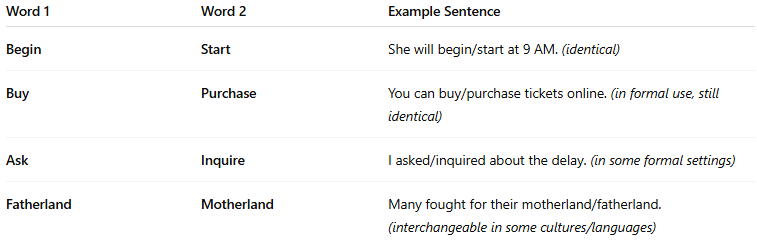 Word 1 Word 2 Example Sentence
Begin Start She will begin/start at 9 AM. (identical)
Buy Purchase You can buy/purchase tickets online. (in formal use, still
identical)
Ask Inquire I asked/inquired about the delay. (in some formal settings)
Fatherland Motherland Many fought for their motherland/fatherland.
(interchangeable in some cultures/languages)